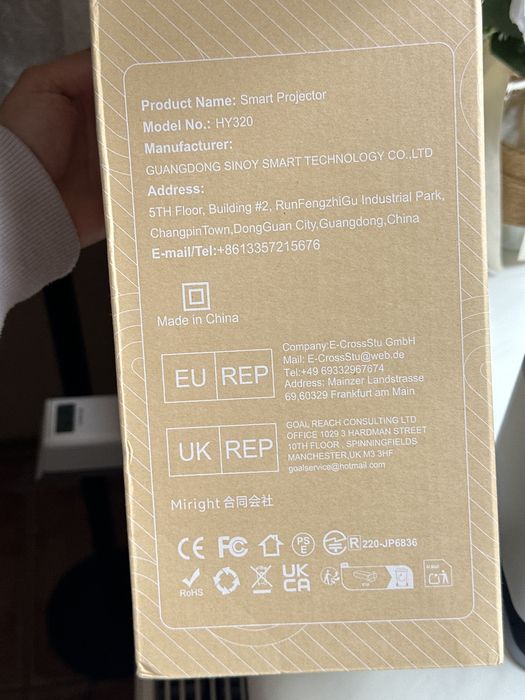 Product Name: Smart Projector
Model No.: HY320
Manufacturer:
GUANGDONG SINOY SMART TECHNOLOGY CO.,LTD
Address:
5TH Floor, Building #2, RunFengzhiGu Industrial Park,
ChangpinTown,DongGuan City,Guangdong,China
E-mail/Tel:+8613357215676
Made in China
EU REP
Company:E-CrossStu GmbH
Mail: E-CrossStu@web.de
Tel:+49 69332967674
Address: Mainzer Landstrasse
69,60329 Frankfurt am Main
UK REP
GOAL REACH CONSULTING LTD
OFFICE 1029 3 HARDMAN STREET
10TH FLOOR , SPINNINGFIELDS
MANCHESTER,UK M3 3HF
goalservice@hotmail.com
Miright 合同会社
CE FC PS E R 220-JP6836
RoHS UK CA